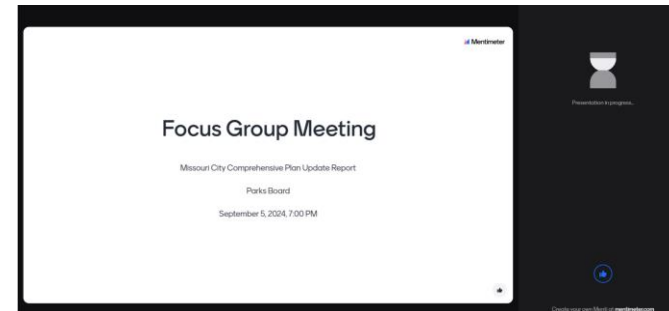 Mentimeter
Focus Group Meeting
Missouri City Comprehensive Plan Update Report
Parks Board
September 5, 2024, 7:00 PM
Presentation in progress...
Create your own Menti at mentimeter.com